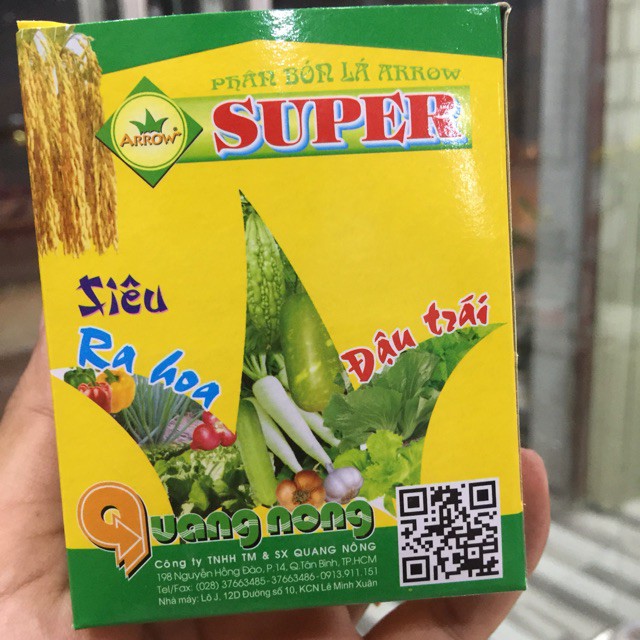 PHÂN BÓN LÁ ARROW
ARROW
SUPER
Siêu
Ra hoa
Đậu trái
Quang nong
Công ty TNHH TM & SX QUANG NÔNG
198 Nguyễn Hồng Đào, P. 14, Q.Tân Bình, TP.HCM
Tel/Fax: (028) 37663485-37663486 - 0913.911.151
Nhà máy: Lô J. 12D Đường số 10, KCN Lê Minh Xuân